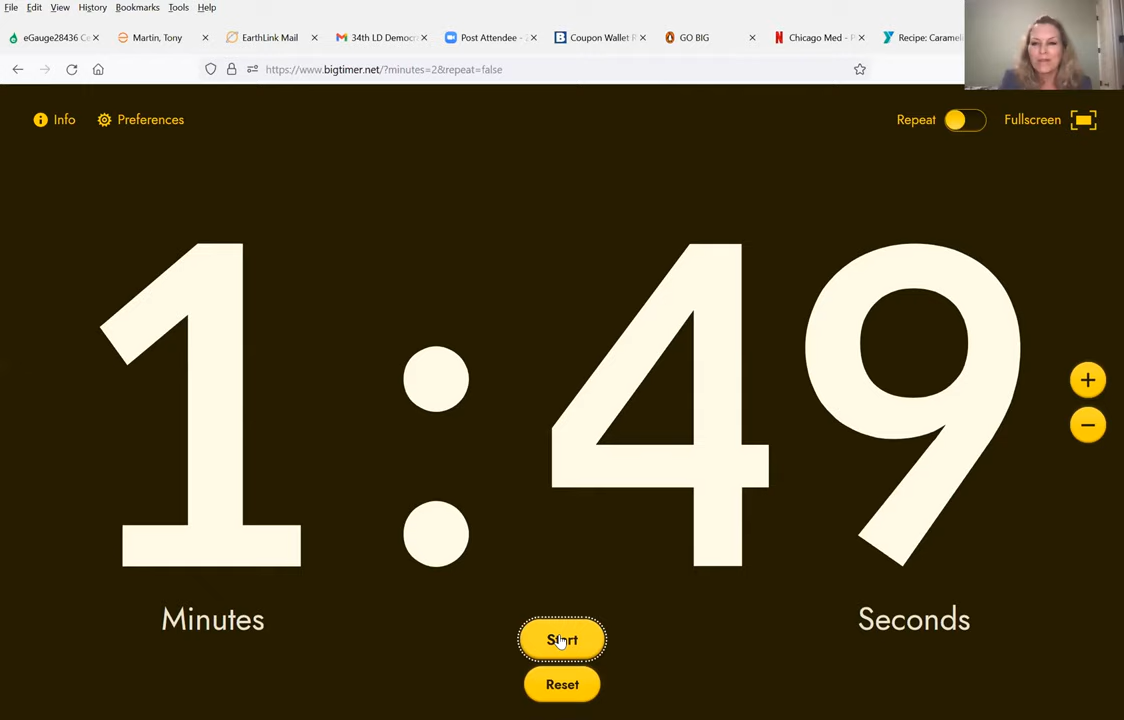 File Edit View History Bookmarks Tools Help
eGauge28436 Ce
Martin, Tony
EarthLink Mail
34th LD Democr
Post Attendee - Z
Coupon Wallet R
GO BIG
Chicago Med - P
Recipe: Caramel
https://www.bigtimer.net/?minutes=2&repeat=false
Info Preferences Repeat Fullscreen
1:49
+
−
Minutes Seconds
Start
Reset